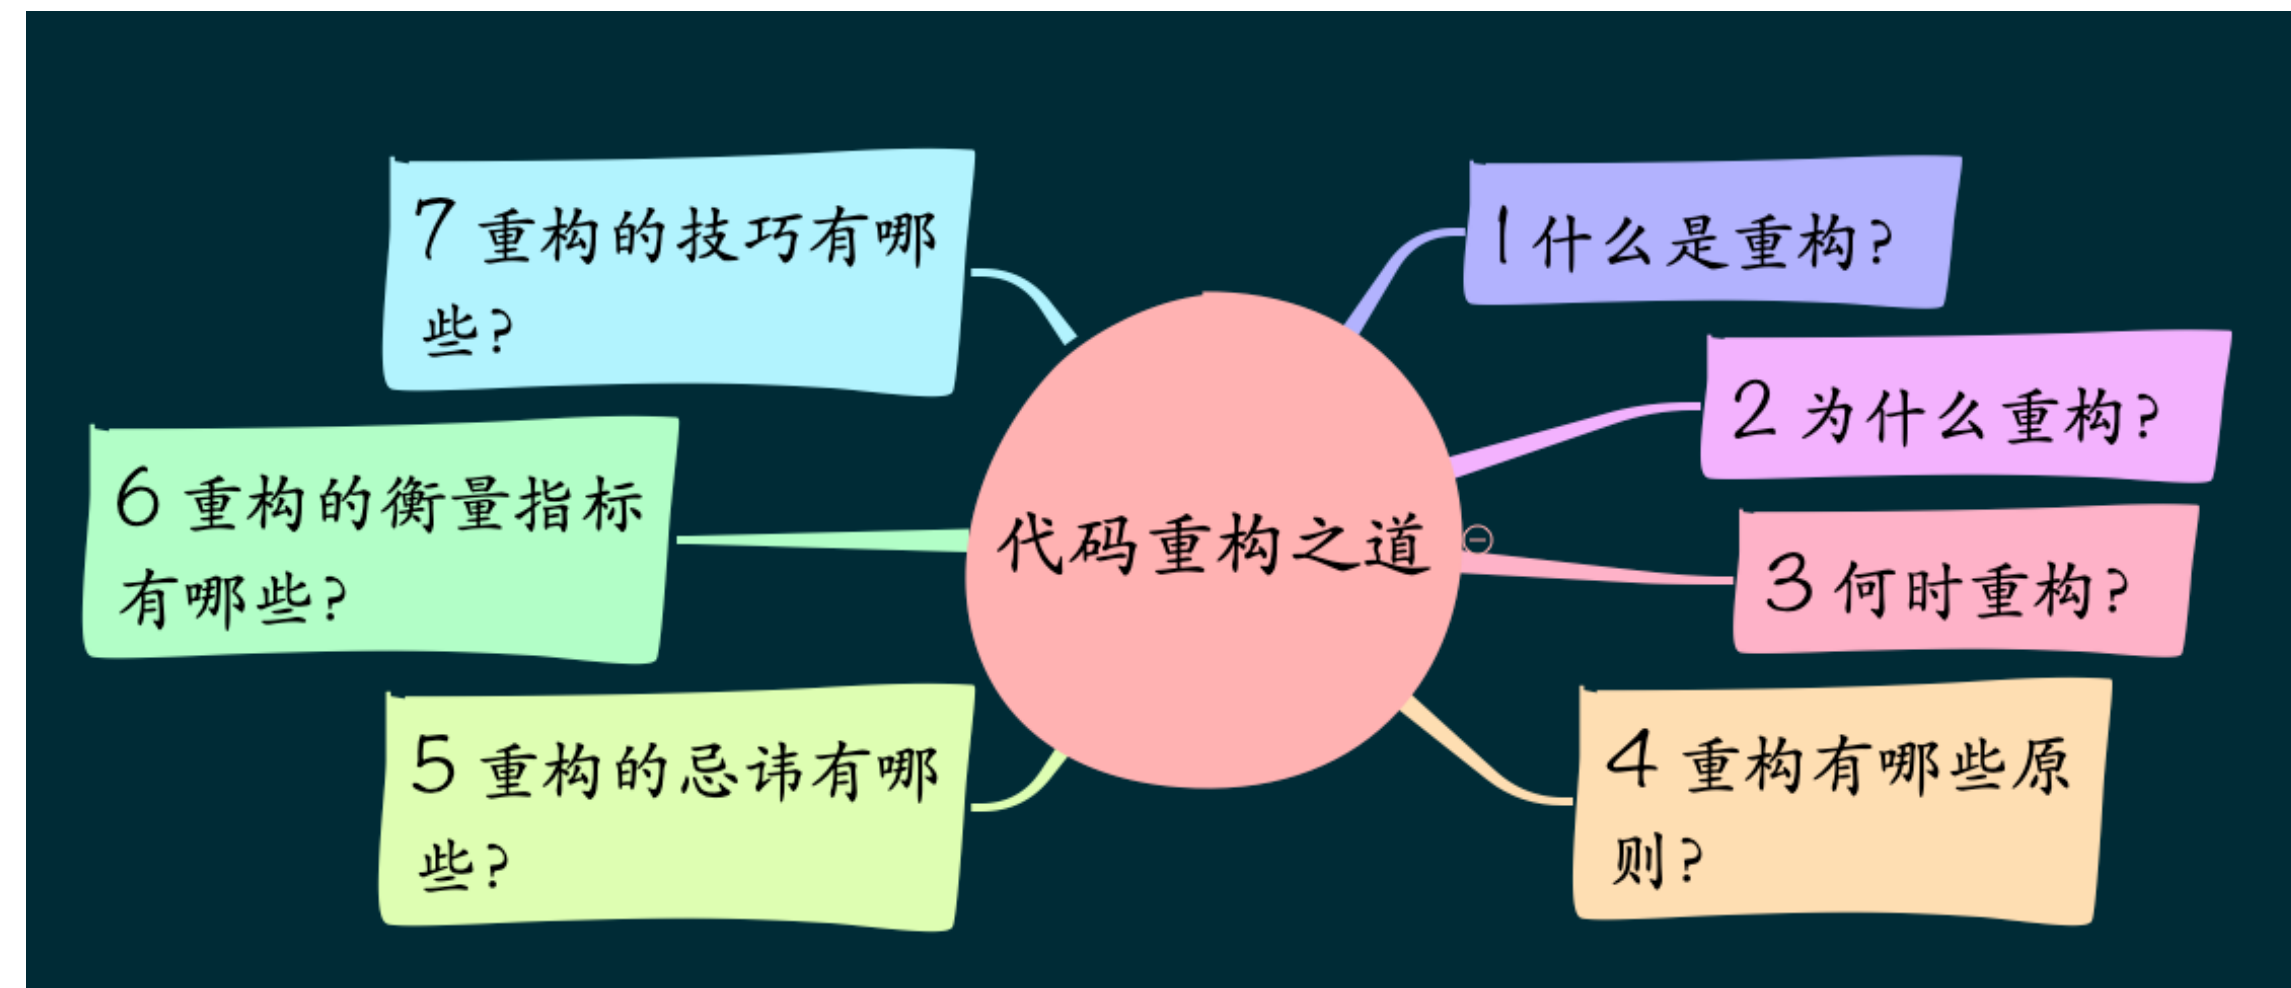 代码重构之道
1 什么是重构?
2 为什么重构?
3 何时重构?
4 重构有哪些原
则?
5 重构的忌讳有哪
些?
6 重构的衡量指标
有哪些?
7 重构的技巧有哪
些?